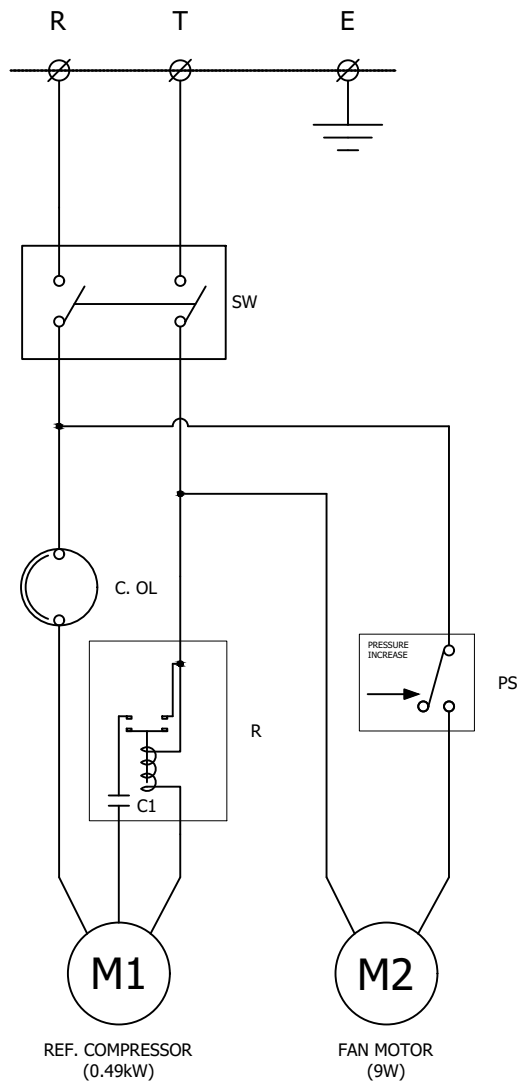 R
T
E
SW
C. OL
PRESSURE
INCREASE
PS
R
C1
M1
M2
REF. COMPRESSOR
(0.49kW)
FAN MOTOR
(9W)